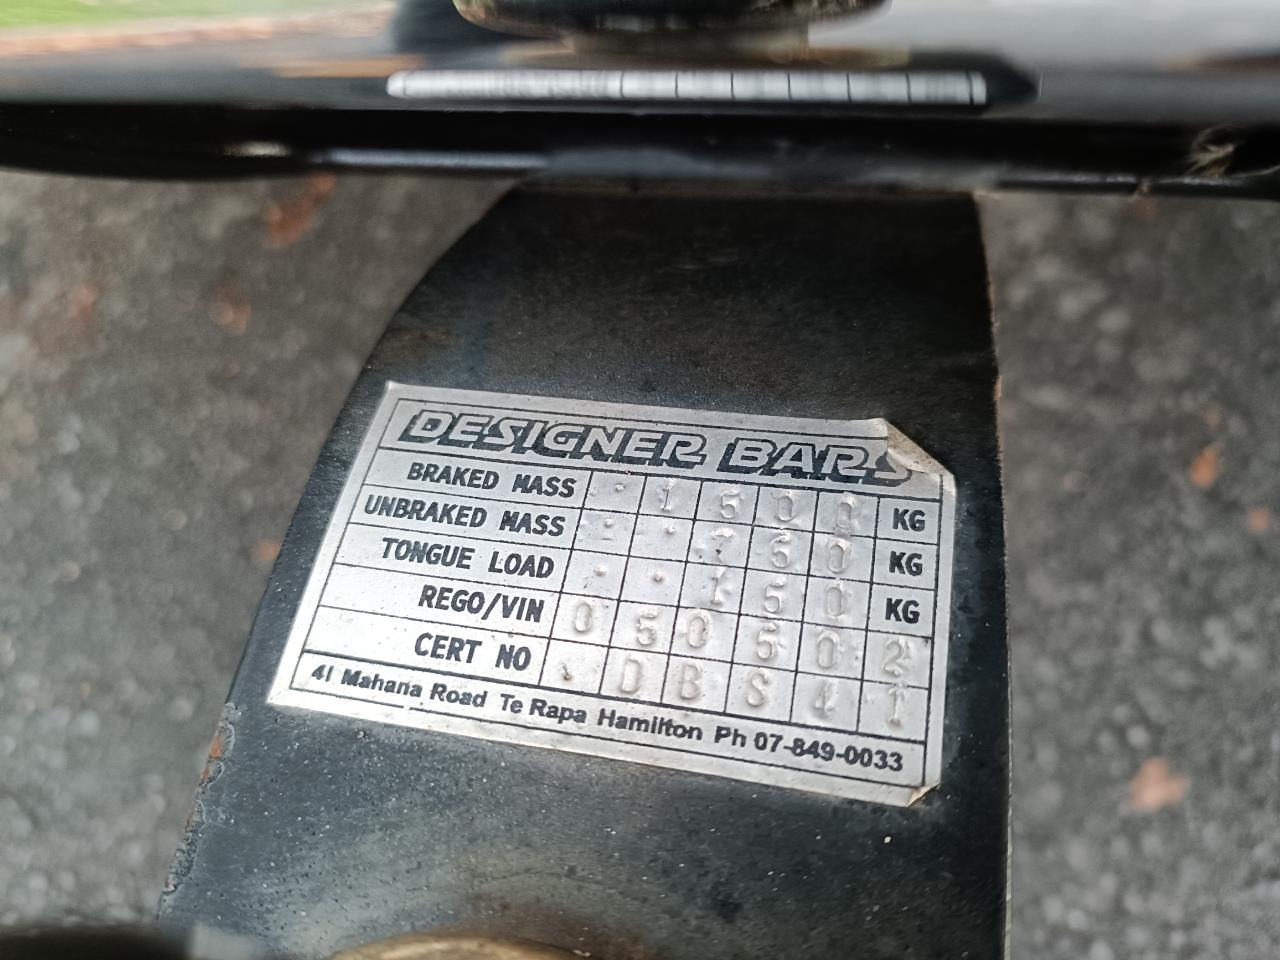 DESIGNER BARS
BRAKED MASS · 1500 KG
UNBRAKED MASS · · 750 KG
TONGUE LOAD · · 150 KG
REGO/VIN 050502
CERT NO · DBS41
41 Mahana Road Te Rapa Hamilton Ph 07-849-0033